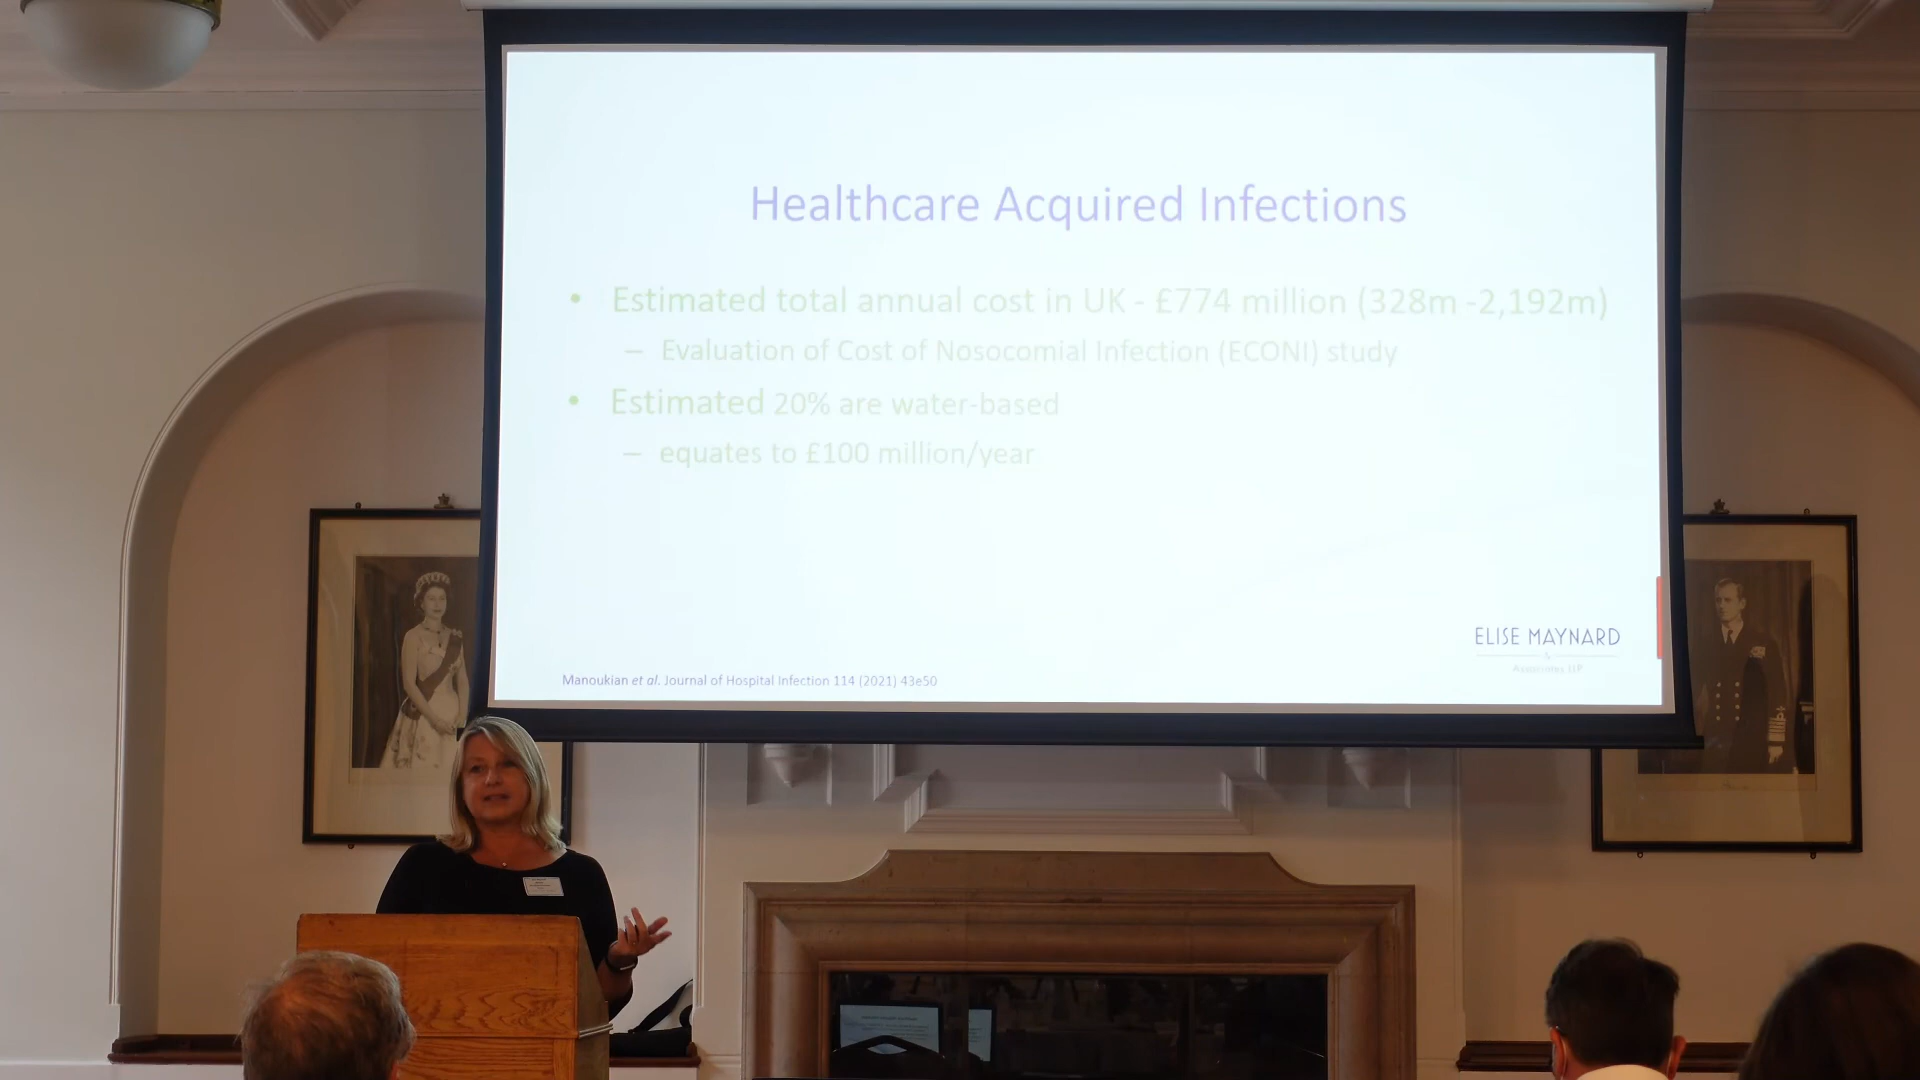 Healthcare Acquired Infections
• Estimated total annual cost in UK - £774 million (328m -2,192m)
– Evaluation of Cost of Nosocomial Infection (ECONI) study
• Estimated 20% are water-based
– equates to £100 million/year
ELISE MAYNARD
&
Associates LLP
Manoukian et al. Journal of Hospital Infection 114 (2021) 43e50